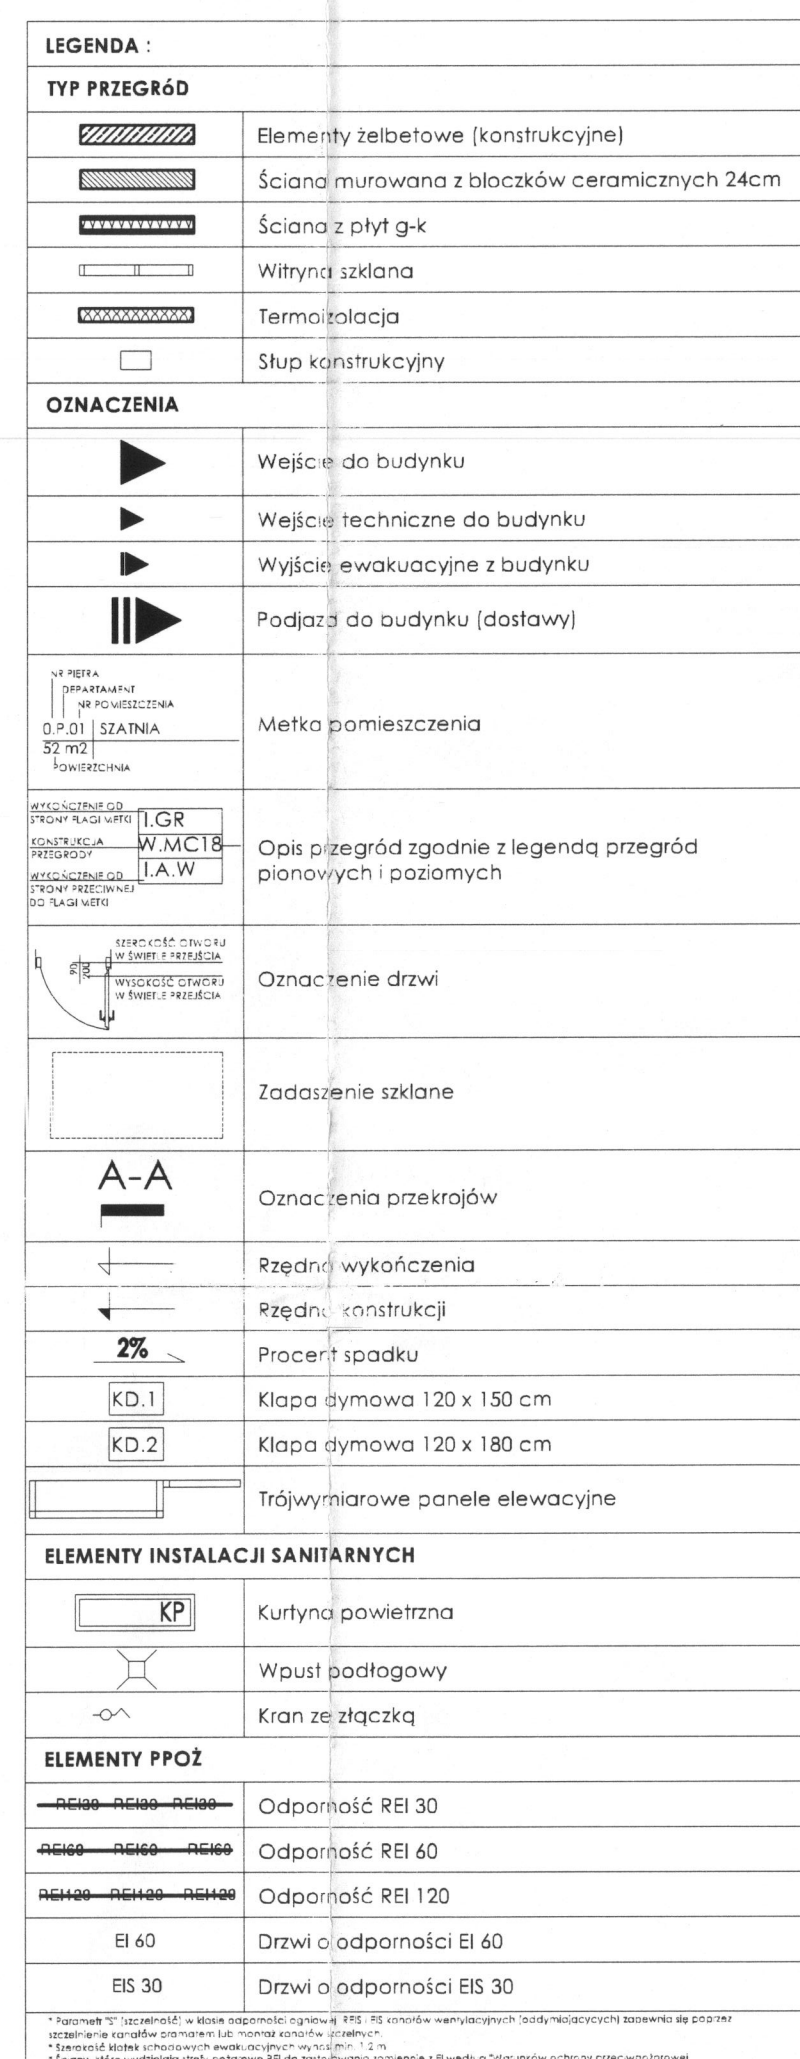 LEGENDA :
TYP PRZEGRóD
Elementy żelbetowe (konstrukcyjne)
Ściana murowana z bloczków ceramicznych 24cm
Ściana z płyt g-k
Witryna szklana
Termoizolacja
Słup konstrukcyjny
OZNACZENIA
Wejście do budynku
Wejście techniczne do budynku
Wyjście ewakuacyjne z budynku
Podjazd do budynku (dostawy)
NR PIĘTRA
DEPARTAMENT
NR POMIESZCZENIA
0.P.01 SZATNIA
52 m2
POWIERZCHNIA
Metka pomieszczenia
WYKOŃCZENIE OD
STRONY FLAGI METKI
I.GR
KONSTRUKCJA
PRZEGRODY
W.MC18
WYKOŃCZENIE OD
STRONY PRZECIWNEJ
DO FLAGI METKI
I.A.W
Opis przegród zgodnie z legendą przegród
pionowych i poziomych
SZEROKOŚĆ OTWORU
W ŚWIETLE PRZEJŚCIA
90
200
WYSOKOŚĆ OTWORU
W ŚWIETLE PRZEJŚCIA
Oznaczenie drzwi
Zadaszenie szklane
A-A
Oznaczenia przekrojów
Rzędna wykończenia
Rzędna konstrukcji
2%
Procent spadku
KD.1
Klapa dymowa 120 x 150 cm
KD.2
Klapa dymowa 120 x 180 cm
Trójwymiarowe panele elewacyjne
ELEMENTY INSTALACJI SANITARNYCH
KP
Kurtyna powietrzna
Wpust podłogowy
Kran ze złączką
ELEMENTY PPOŻ
REI30 REI30 REI30
Odporność REI 30
REI60 REI60 REI60
Odporność REI 60
REI120 REI120 REI120
Odporność REI 120
EI 60
Drzwi o odporności EI 60
EIS 30
Drzwi o odporności EIS 30
* Parametr "S" (szczelność) w klasie odporności ogniowej REIS i EIS kanałów wentylacyjnych (oddymiających) zapewnia się poprzez
szczelnienie kanałów promatem lub montaż kanałów szczelnych.
* Szerokość klatek schodowych ewakuacyjnych wynosi min. 1.2 m